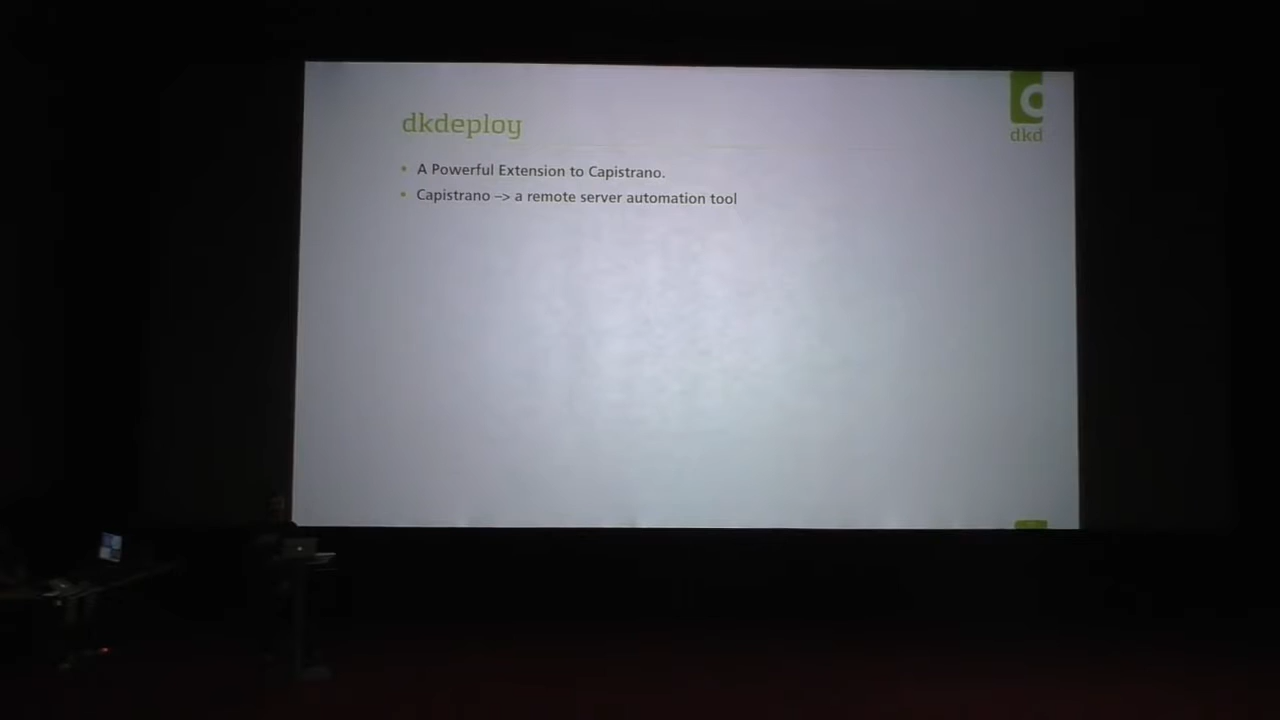 dkdeploy
dkd
• A Powerful Extension to Capistrano.
• Capistrano –> a remote server automation tool